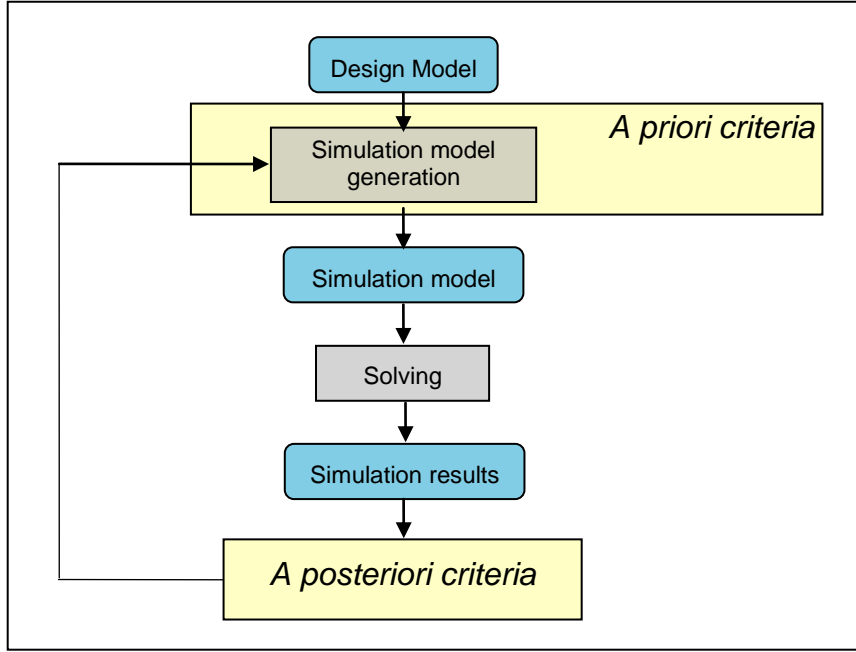 Design Model
A priori criteria
Simulation model
generation
Simulation model
Solving
Simulation results
A posteriori criteria